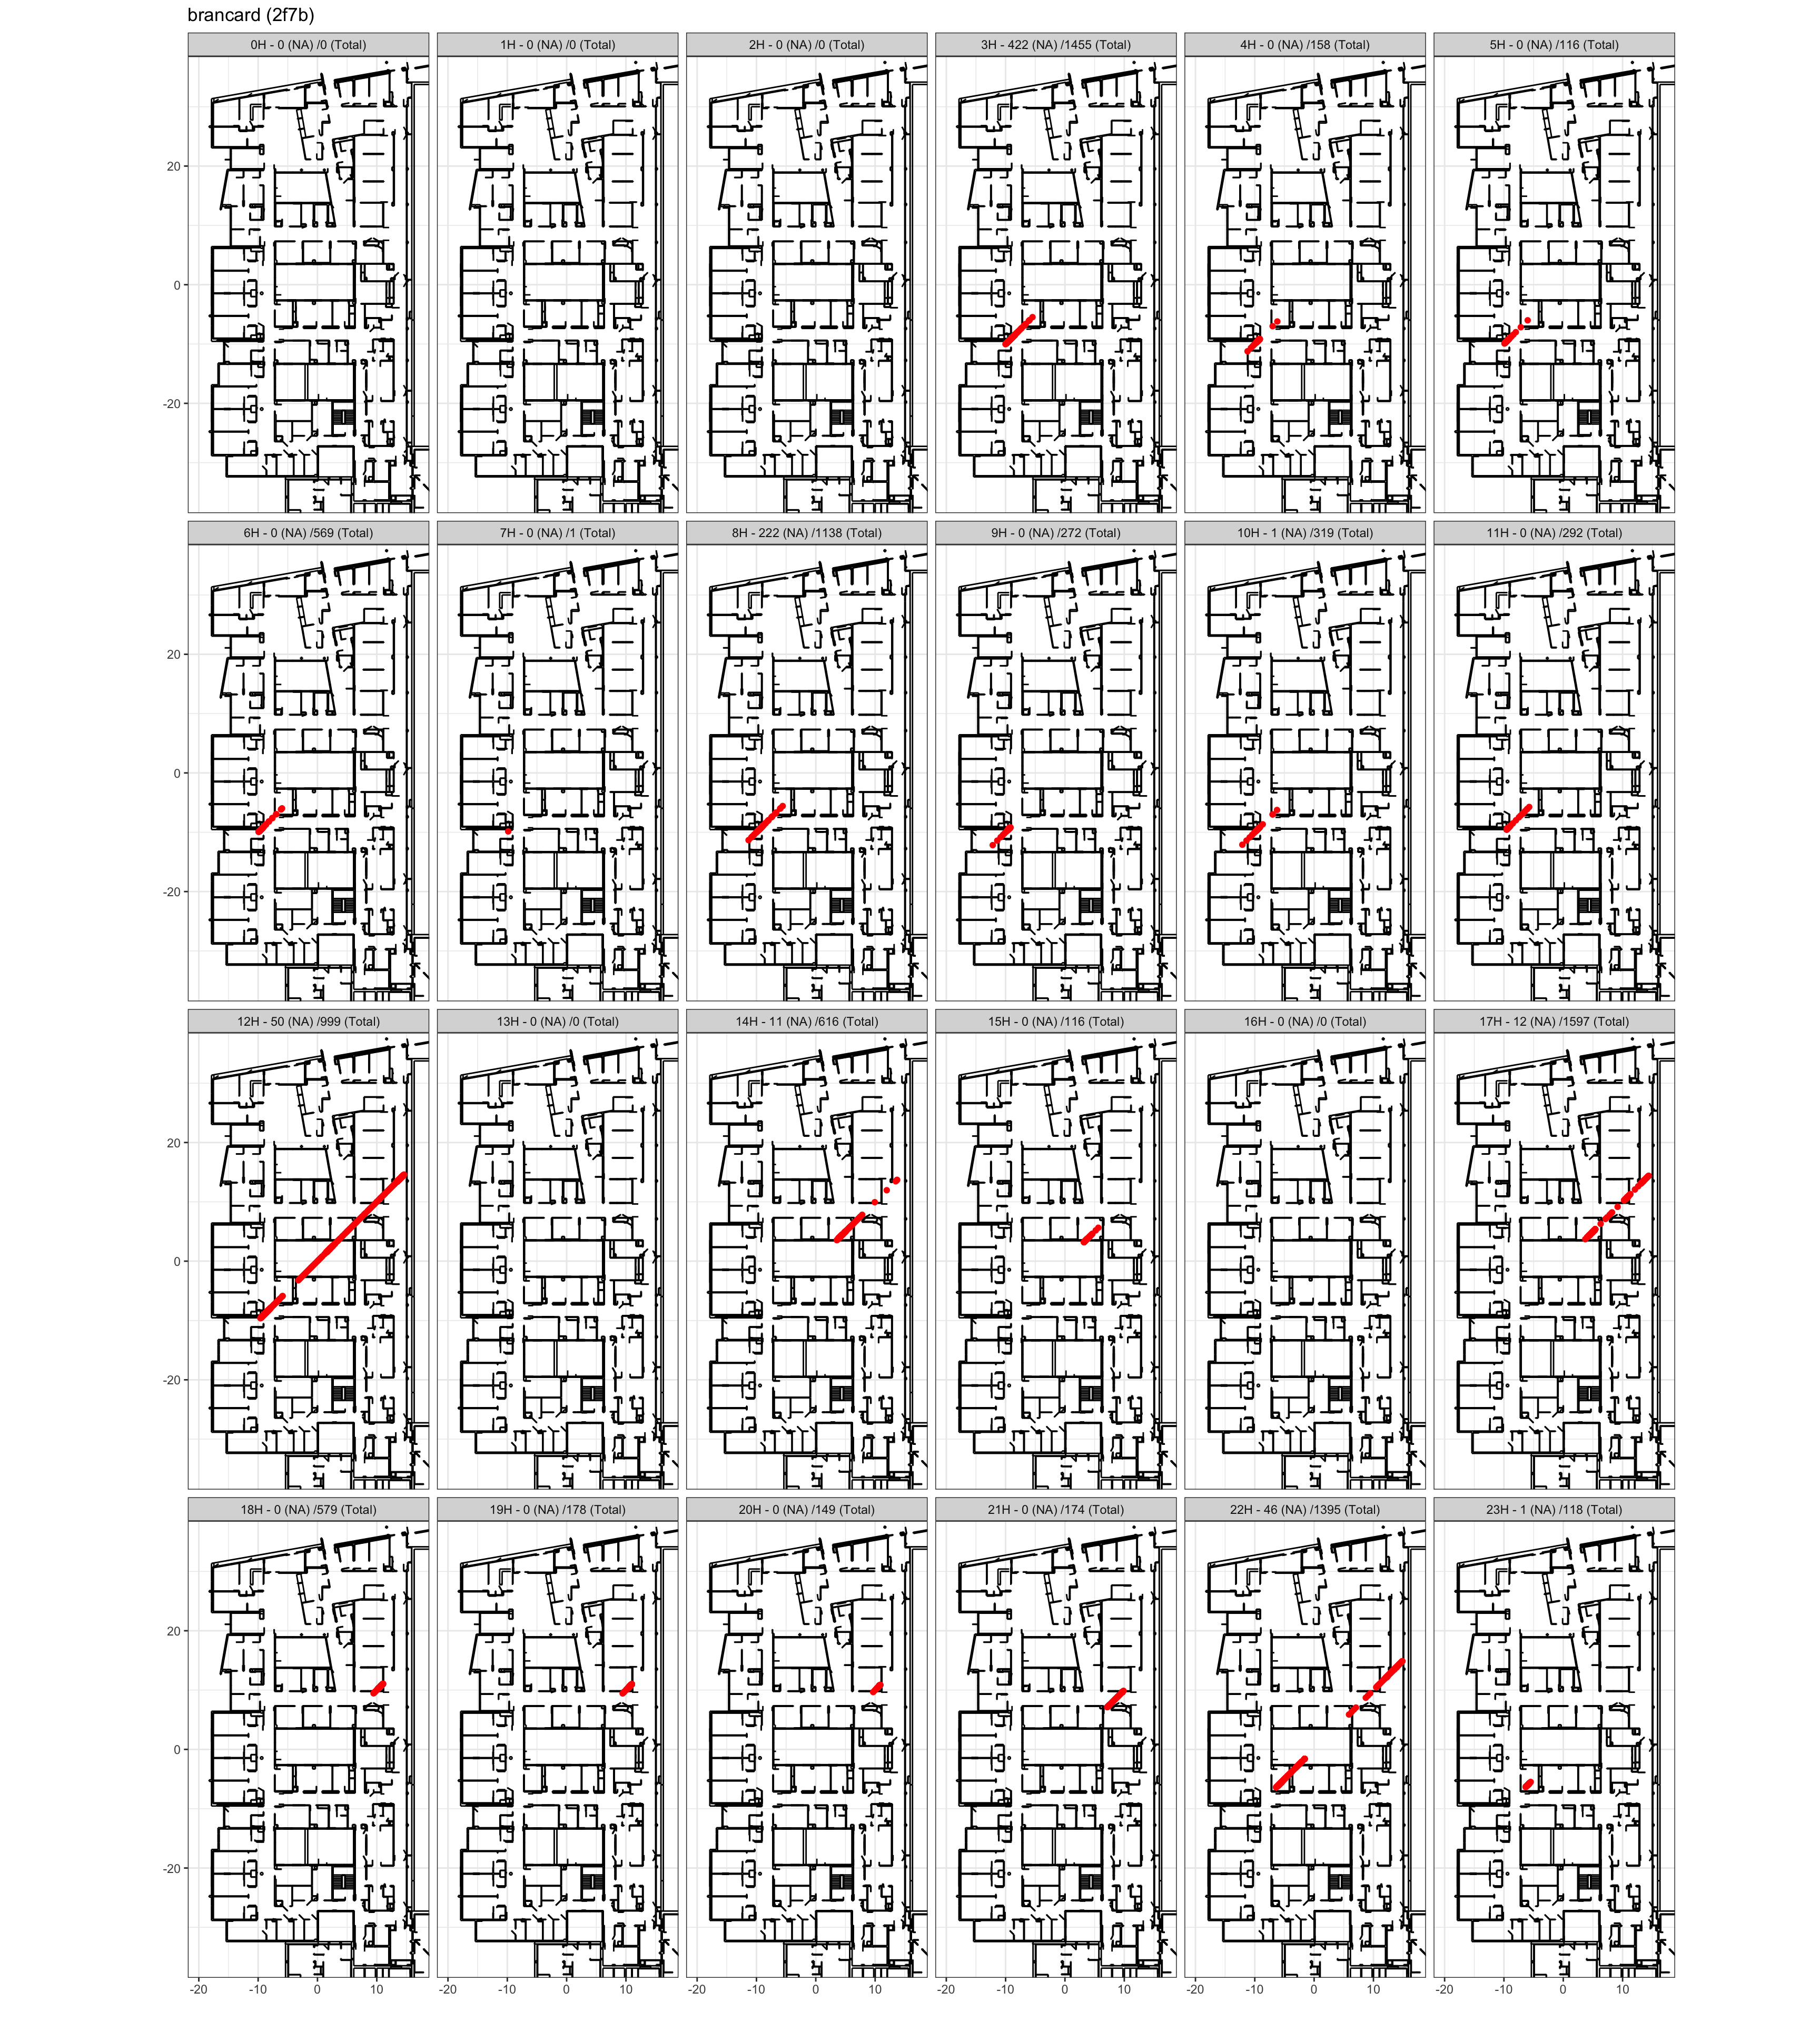 brancard (2f7b)
0H - 0 (NA) /0 (Total)
1H - 0 (NA) /0 (Total)
2H - 0 (NA) /0 (Total)
3H - 422 (NA) /1455 (Total)
4H - 0 (NA) /158 (Total)
5H - 0 (NA) /116 (Total)
20
0
-20
6H - 0 (NA) /569 (Total)
7H - 0 (NA) /1 (Total)
8H - 222 (NA) /1138 (Total)
9H - 0 (NA) /272 (Total)
10H - 1 (NA) /319 (Total)
11H - 0 (NA) /292 (Total)
20
0
-20
12H - 50 (NA) /999 (Total)
13H - 0 (NA) /0 (Total)
14H - 11 (NA) /616 (Total)
15H - 0 (NA) /116 (Total)
16H - 0 (NA) /0 (Total)
17H - 12 (NA) /1597 (Total)
20
0
-20
18H - 0 (NA) /579 (Total)
19H - 0 (NA) /178 (Total)
20H - 0 (NA) /149 (Total)
21H - 0 (NA) /174 (Total)
22H - 46 (NA) /1395 (Total)
23H - 1 (NA) /118 (Total)
20
0
-20
-20 -10 0 10
-20 -10 0 10
-20 -10 0 10
-20 -10 0 10
-20 -10 0 10
-20 -10 0 10